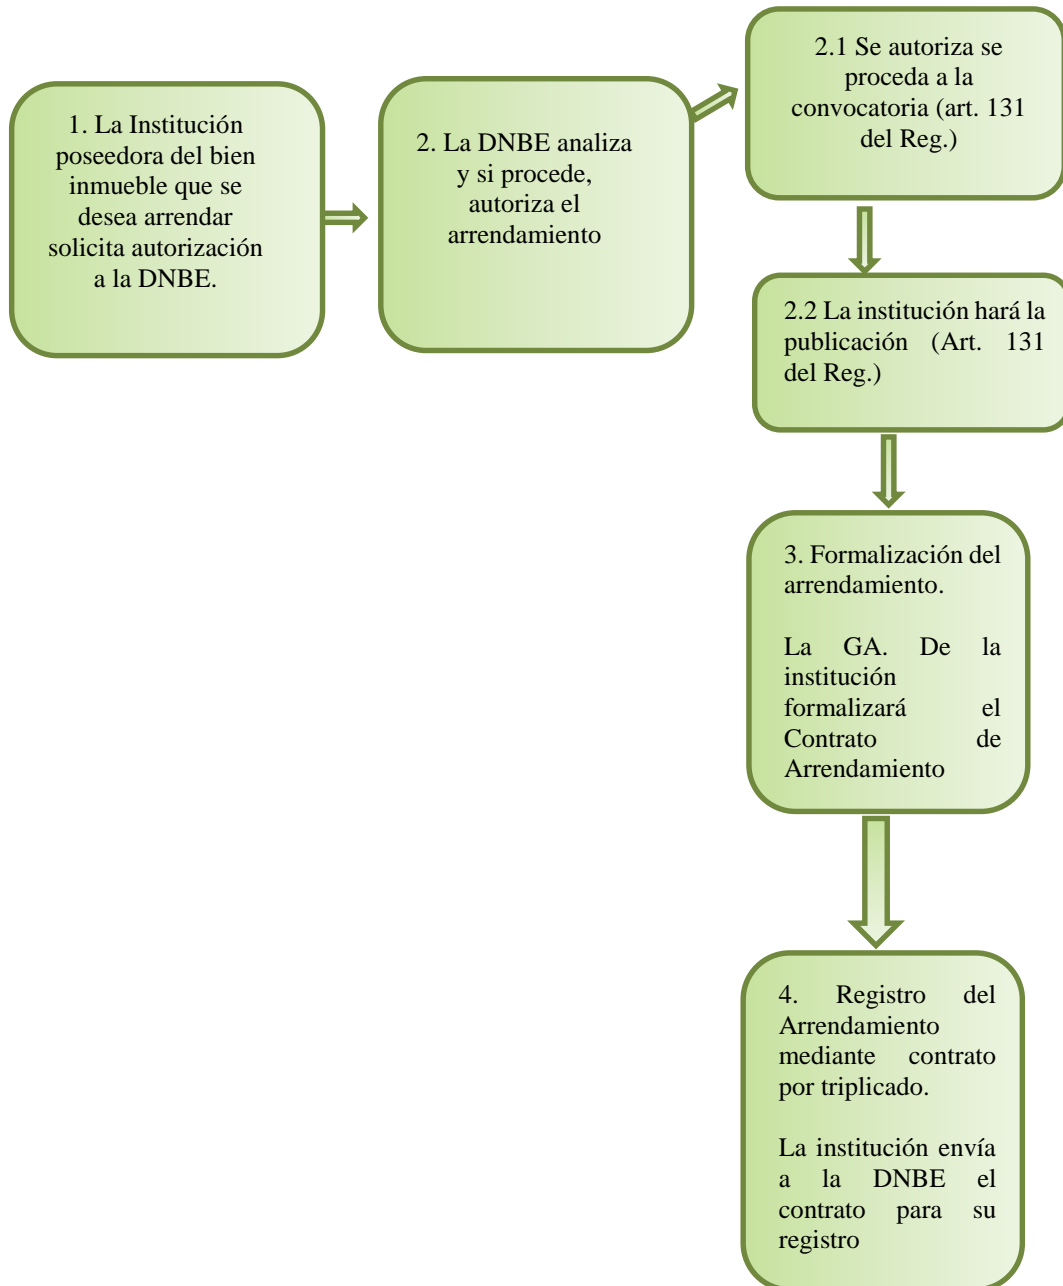 1. La Institución
poseedora del bien
inmueble que se
desea arrendar
solicita autorización
a la DNBE.
2. La DNBE analiza
y si procede,
autoriza el
arrendamiento
2.1 Se autoriza se
proceda a la
convocatoria (art. 131
del Reg.)
2.2 La institución hará la
publicación (Art. 131
del Reg.)
3. Formalización del
arrendamiento.
La GA. De la
institución
formalizará el
Contrato de
Arrendamiento
4. Registro del
Arrendamiento
mediante contrato
por triplicado.
La institución envía
a la DNBE el
contrato para su
registro